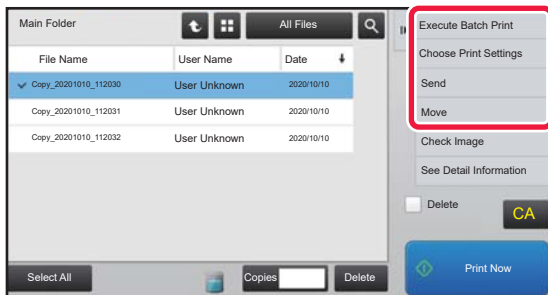 Main Folder
All Files
File Name
User Name
Date
Copy_20201010_112030
User Unknown
2020/10/10
Copy_20201010_112031
User Unknown
2020/10/10
Copy_20201010_112032
User Unknown
2020/10/10
Select All
Copies
Delete
Execute Batch Print
Choose Print Settings
Send
Move
Check Image
See Detail Information
Delete
CA
Print Now